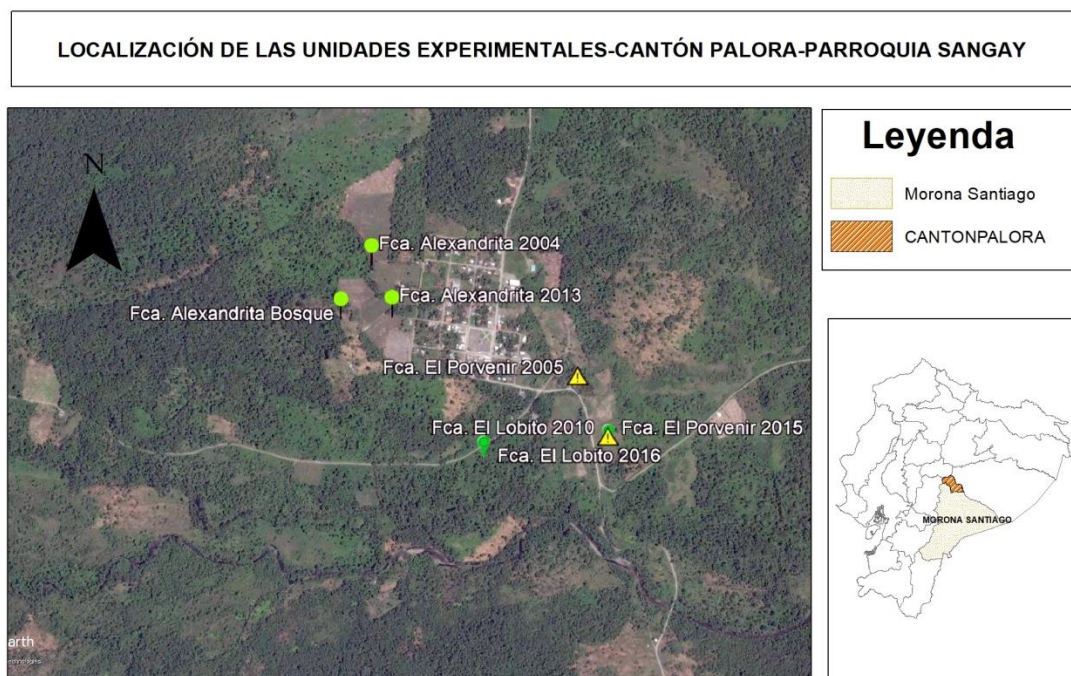 LOCALIZACIÓN DE LAS UNIDADES EXPERIMENTALES-CANTÓN PALORA-PARROQUIA SANGAY
N
Fca. Alexandrita 2004
Fca. Alexandrita 2013
Fca. Alexandrita Bosque
Fca. El Porvenir 2005
Fca. El Lobito 2010
Fca. El Porvenir 2015
Fca. El Lobito 2016
arth
Leyenda
Morona Santiago
CANTONPALORA
MORONA SANTIAGO